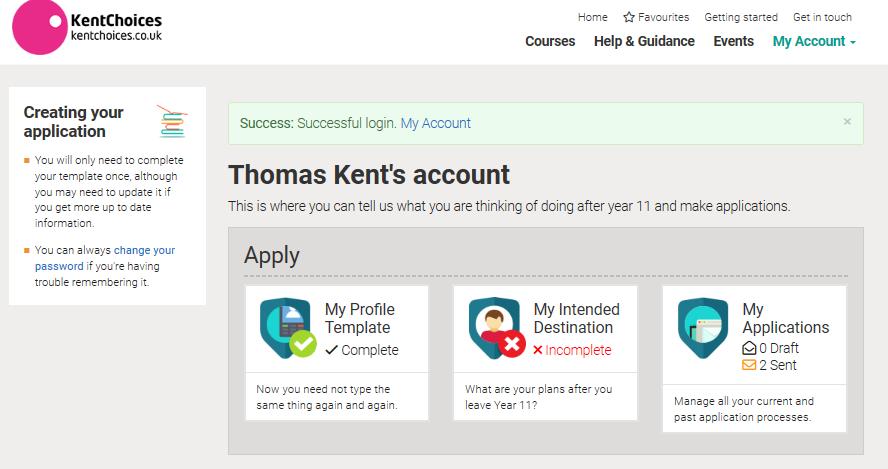 KentChoices
kentchoices.co.uk
Home
Favourites
Getting started
Get in touch
Courses
Help & Guidance
Events
My Account
Creating your
application
You will only need to complete
your template once, although
you may need to update it if
you get more up to date
information.
You can always change your
password if you're having
trouble remembering it.
Success: Successful login. My Account
×
Thomas Kent's account
This is where you can tell us what you are thinking of doing after year 11 and make applications.
Apply
My Profile
Template
Complete
Now you need not type the
same thing again and again.
My Intended
Destination
Incomplete
What are your plans after you
leave Year 11?
My
Applications
0 Draft
2 Sent
Manage all your current and
past application processes.